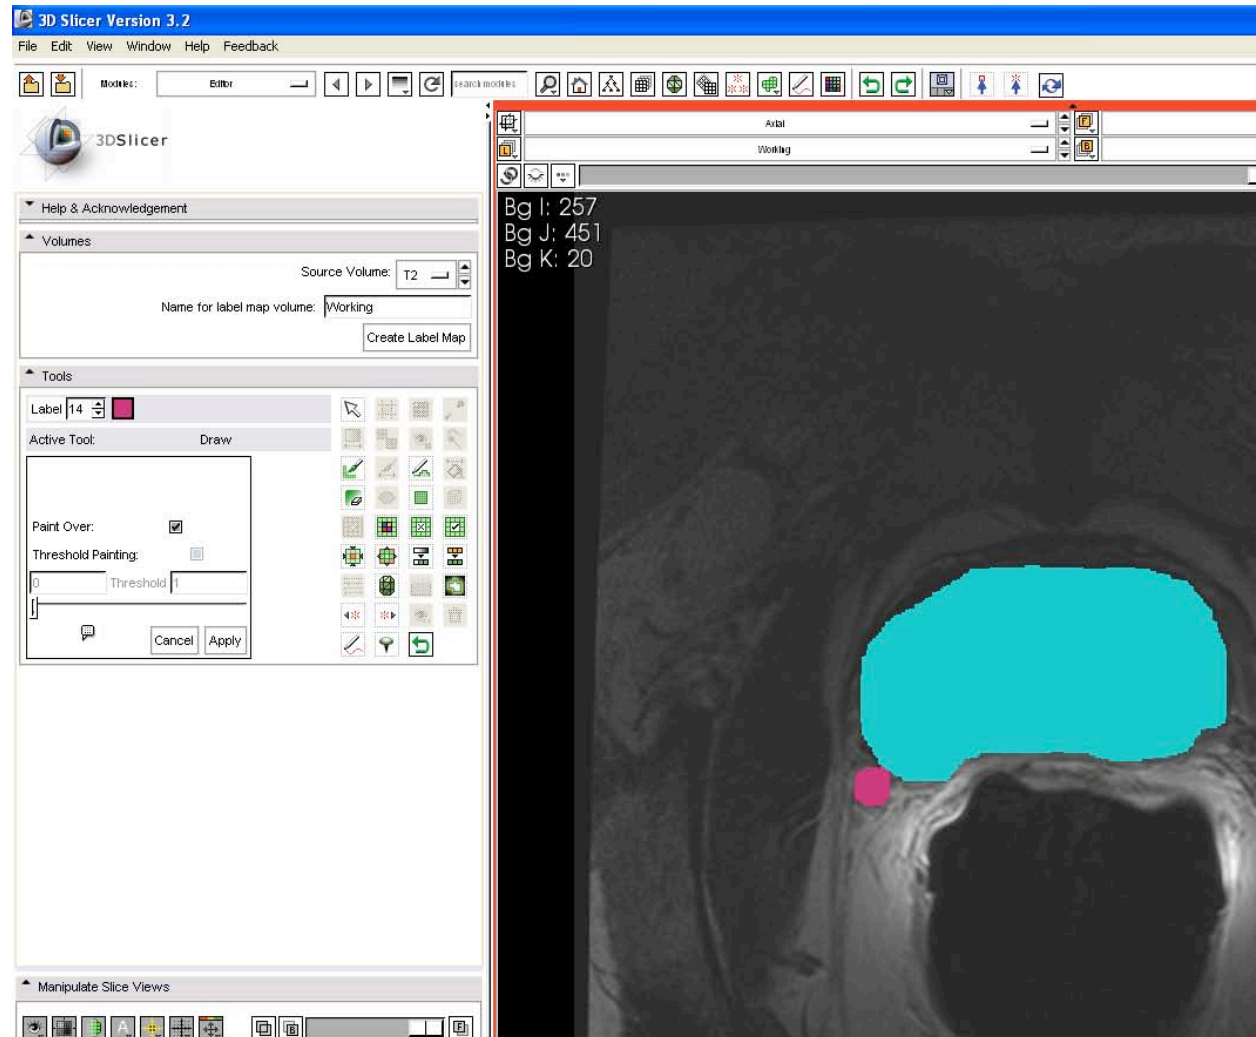 3D Slicer Version 3.2
File Edit View Window Help Feedback
Modules: Editor search modules
3DSlicer
Axial
Working
Help & Acknowledgement
Bg I: 257
Bg J: 451
Bg K: 20
Volumes
Source Volume: T2
Name for label map volume: Working
Create Label Map
Tools
Label 14
Active Tool: Draw
Paint Over:
Threshold Painting:
0 Threshold 1
Cancel Apply
Manipulate Slice Views